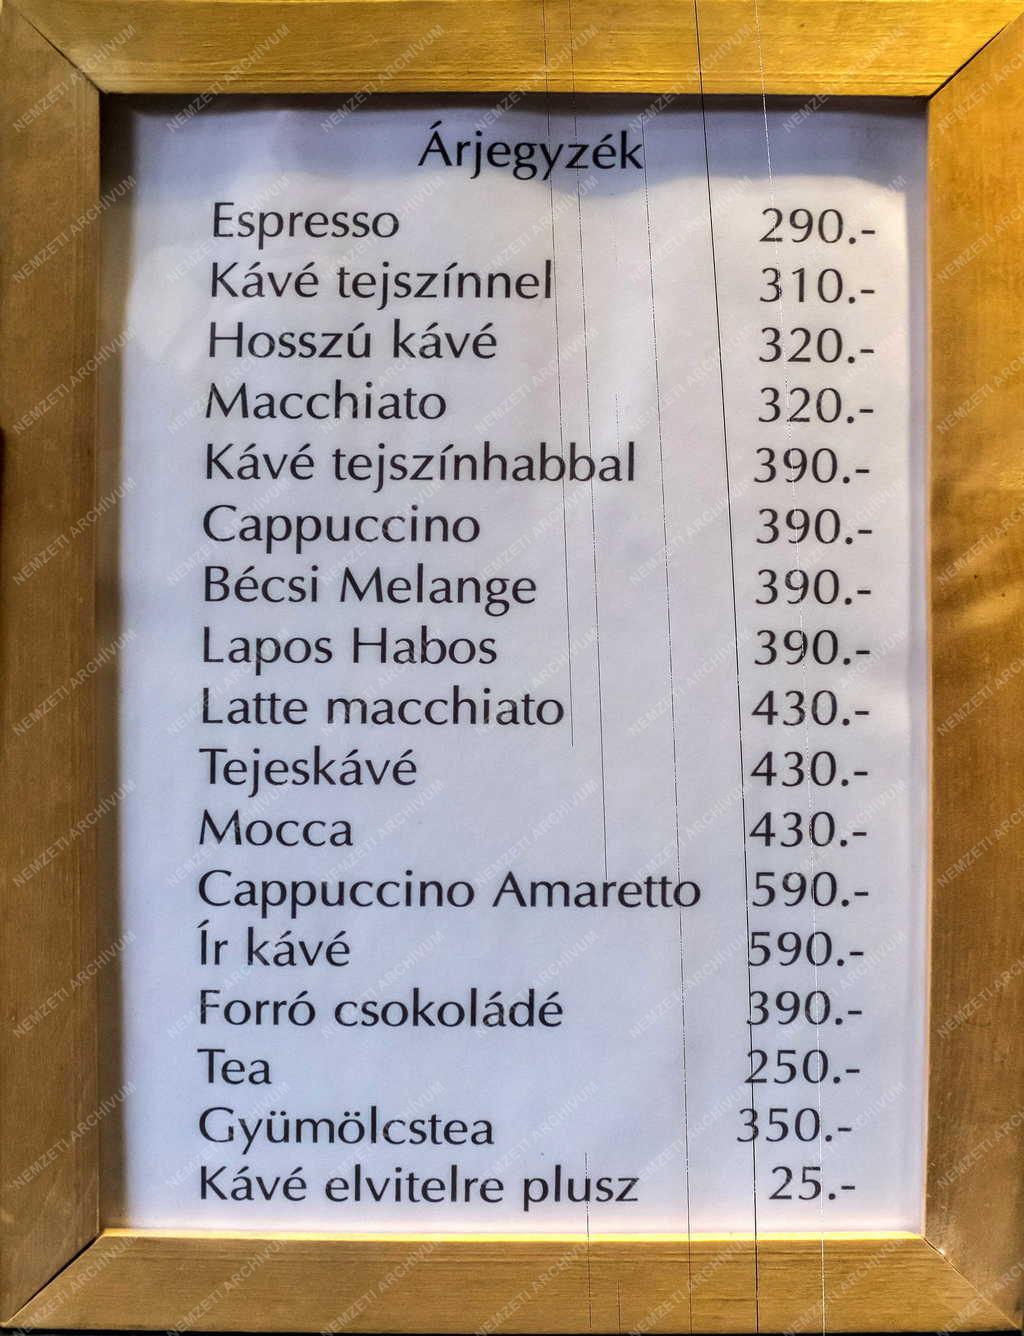 Árjegyzék
Espresso 290.-
Kávé tejszínnel 310.-
Hosszú kávé 320.-
Macchiato 320.-
Kávé tejszínhabbal 390.-
Cappuccino 390.-
Bécsi Melange 390.-
Lapos Habos 390.-
Latte macchiato 430.-
Tejeskávé 430.-
Mocca 430.-
Cappuccino Amaretto 590.-
Ír kávé 590.-
Forró csokoládé 390.-
Tea 250.-
Gyümölcstea 350.-
Kávé elvitelre plusz 25.-
NEMZETI ARCHÍVUM